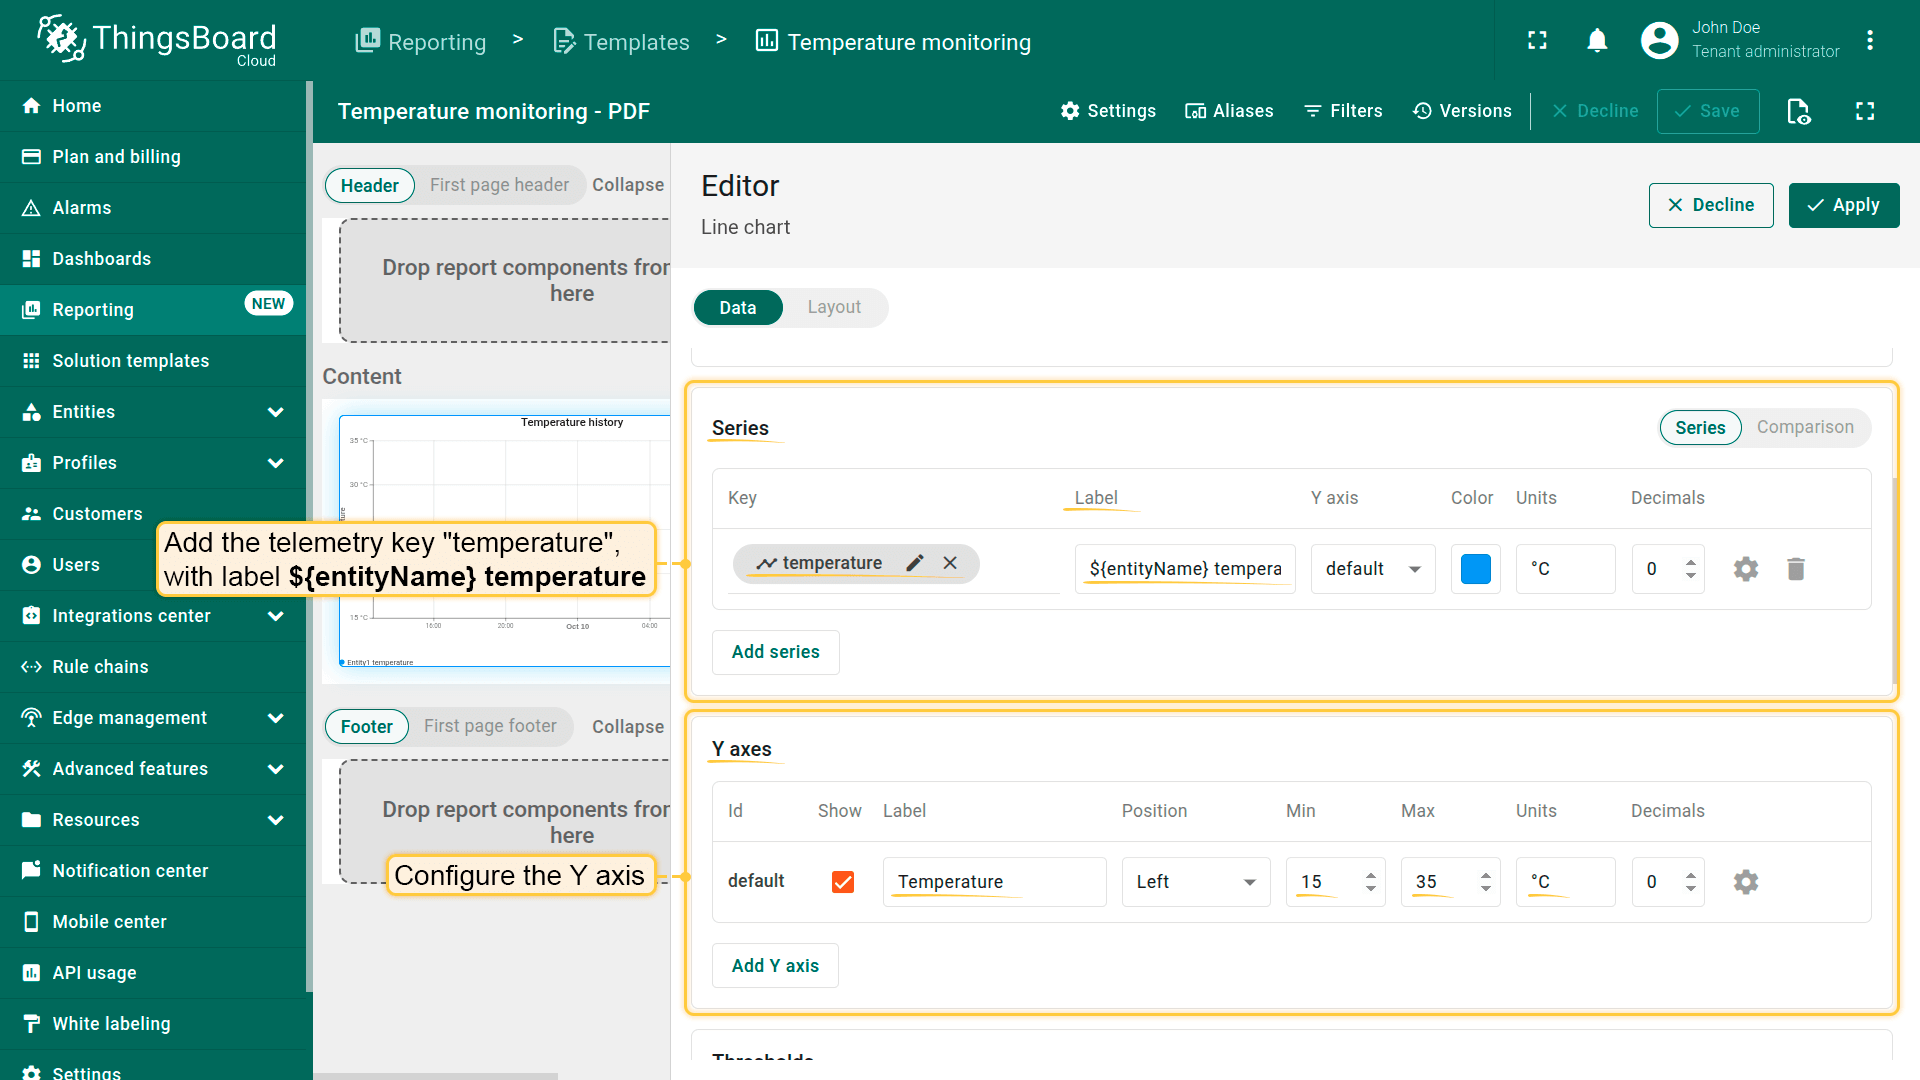 ThingsBoard
Cloud
Reporting > Templates > Temperature monitoring
John Doe
Tenant administrator
Home
Plan and billing
Alarms
Dashboards
Reporting
NEW
Solution templates
Entities
Profiles
Customers
Users
Integrations center
Rule chains
Edge management
Advanced features
Resources
Notification center
Mobile center
API usage
White labeling
Settings
Temperature monitoring - PDF
Settings
Aliases
Filters
Versions
Decline
Save
Header
First page header
Collapse
Drop report components from
here
Content
Temperature history
35 °C
30 °C
15 °C
16:00
20:00
Oct 10
04:00
Entity1 temperature
Footer
First page footer
Collapse
Drop report components from
here
Add the telemetry key "temperature",
with label ${entityName} temperature
Configure the Y axis
Editor
Line chart
Decline
Apply
Data
Layout
Series
Series
Comparison
Key Label Y axis Color Units Decimals
temperature ${entityName} tempera default °C 0
Add series
Y axes
Id Show Label Position Min Max Units Decimals
default Temperature Left 15 35 °C 0
Add Y axis
Thresholds